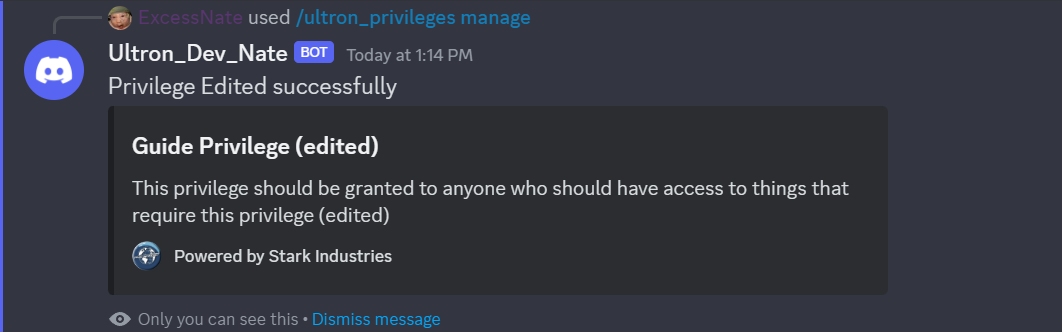 ExcessNate used /ultron_privileges manage
Ultron_Dev_Nate BOT Today at 1:14 PM
Privilege Edited successfully
Guide Privilege (edited)
This privilege should be granted to anyone who should have access to things that
require this privilege (edited)
Powered by Stark Industries
Only you can see this • Dismiss message